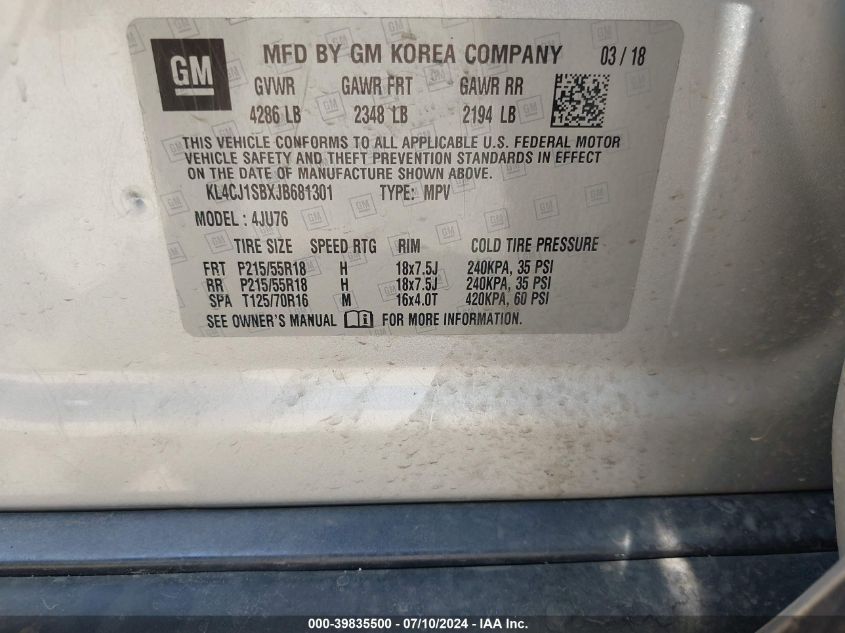 GM MFD BY GM KOREA COMPANY 03 / 18
GVWR GAWR FRT GAWR RR
4286 LB 2348 LB 2194 LB
THIS VEHICLE CONFORMS TO ALL APPLICABLE U.S. FEDERAL MOTOR
VEHICLE SAFETY AND THEFT PREVENTION STANDARDS IN EFFECT
ON THE DATE OF MANUFACTURE SHOWN ABOVE.
KL4CJ1SBXJB681301 TYPE: MPV
MODEL : 4JU76
TIRE SIZE SPEED RTG RIM COLD TIRE PRESSURE
FRT P215/55R18 H 18x7.5J 240KPA, 35 PSI
RR P215/55R18 H 18x7.5J 240KPA, 35 PSI
SPA T125/70R16 M 16x4.0T 420KPA, 60 PSI
SEE OWNER'S MANUAL FOR MORE INFORMATION.
000-39835500 - 07/10/2024 - IAA Inc.